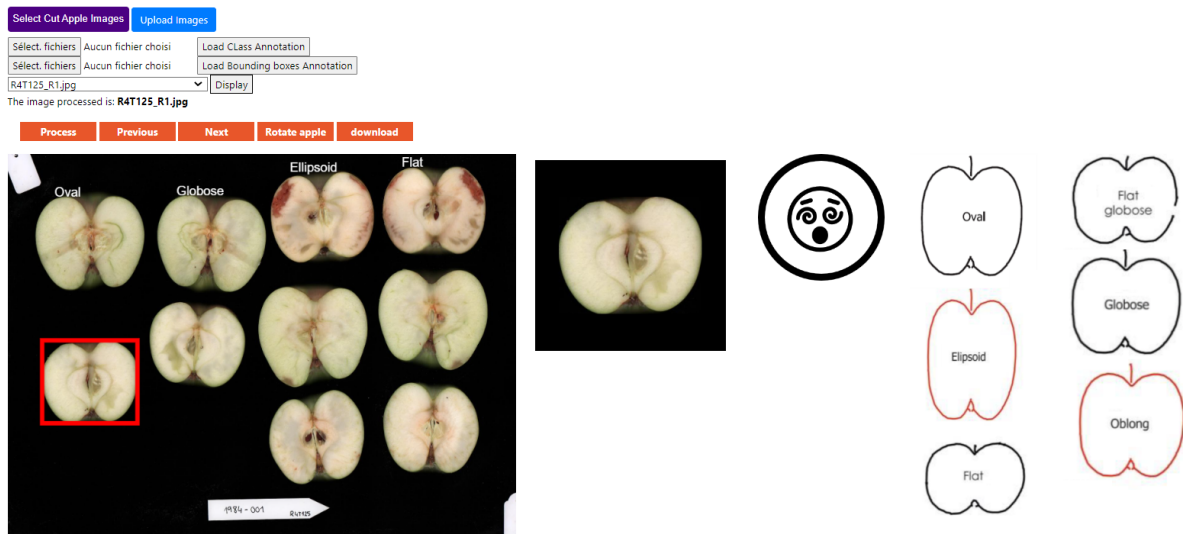 Select Cut Apple Images Upload Images
Sélect. fichiers Aucun fichier choisi Load CLass Annotation
Sélect. fichiers Aucun fichier choisi Load Bounding boxes Annotation
R4T125_R1.jpg Display
The image processed is: R4T125_R1.jpg
Process Previous Next Rotate apple download
Oval Globose Ellipsoid Flat
1984-001 R4T125
Oval
Elipsoid
Flat
Flat
globose
Globose
Oblong